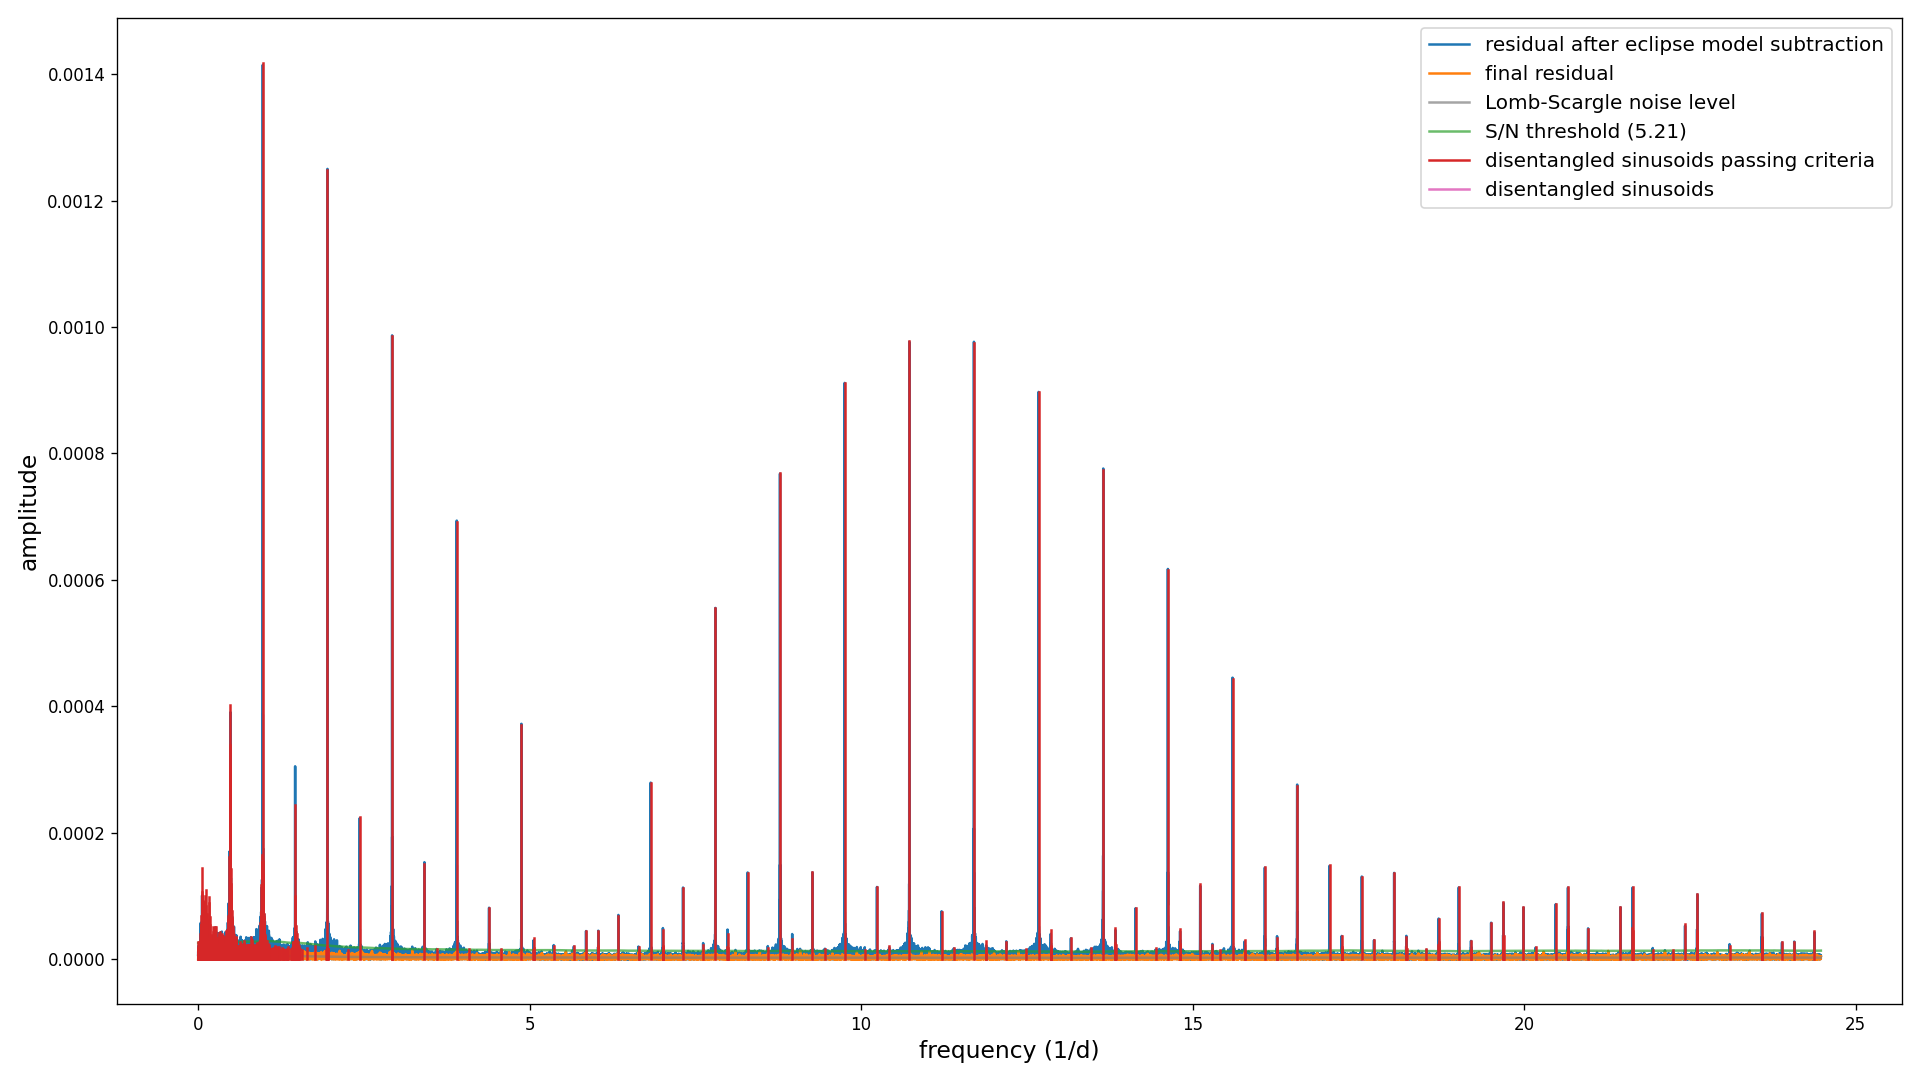 residual after eclipse model subtraction
final residual
Lomb-Scargle noise level
S/N threshold (5.21)
disentangled sinusoids passing criteria
disentangled sinusoids
0.0014
0.0012
0.0010
0.0008
0.0006
0.0004
0.0002
0.0000
amplitude
0
5
10
15
20
25
frequency (1/d)